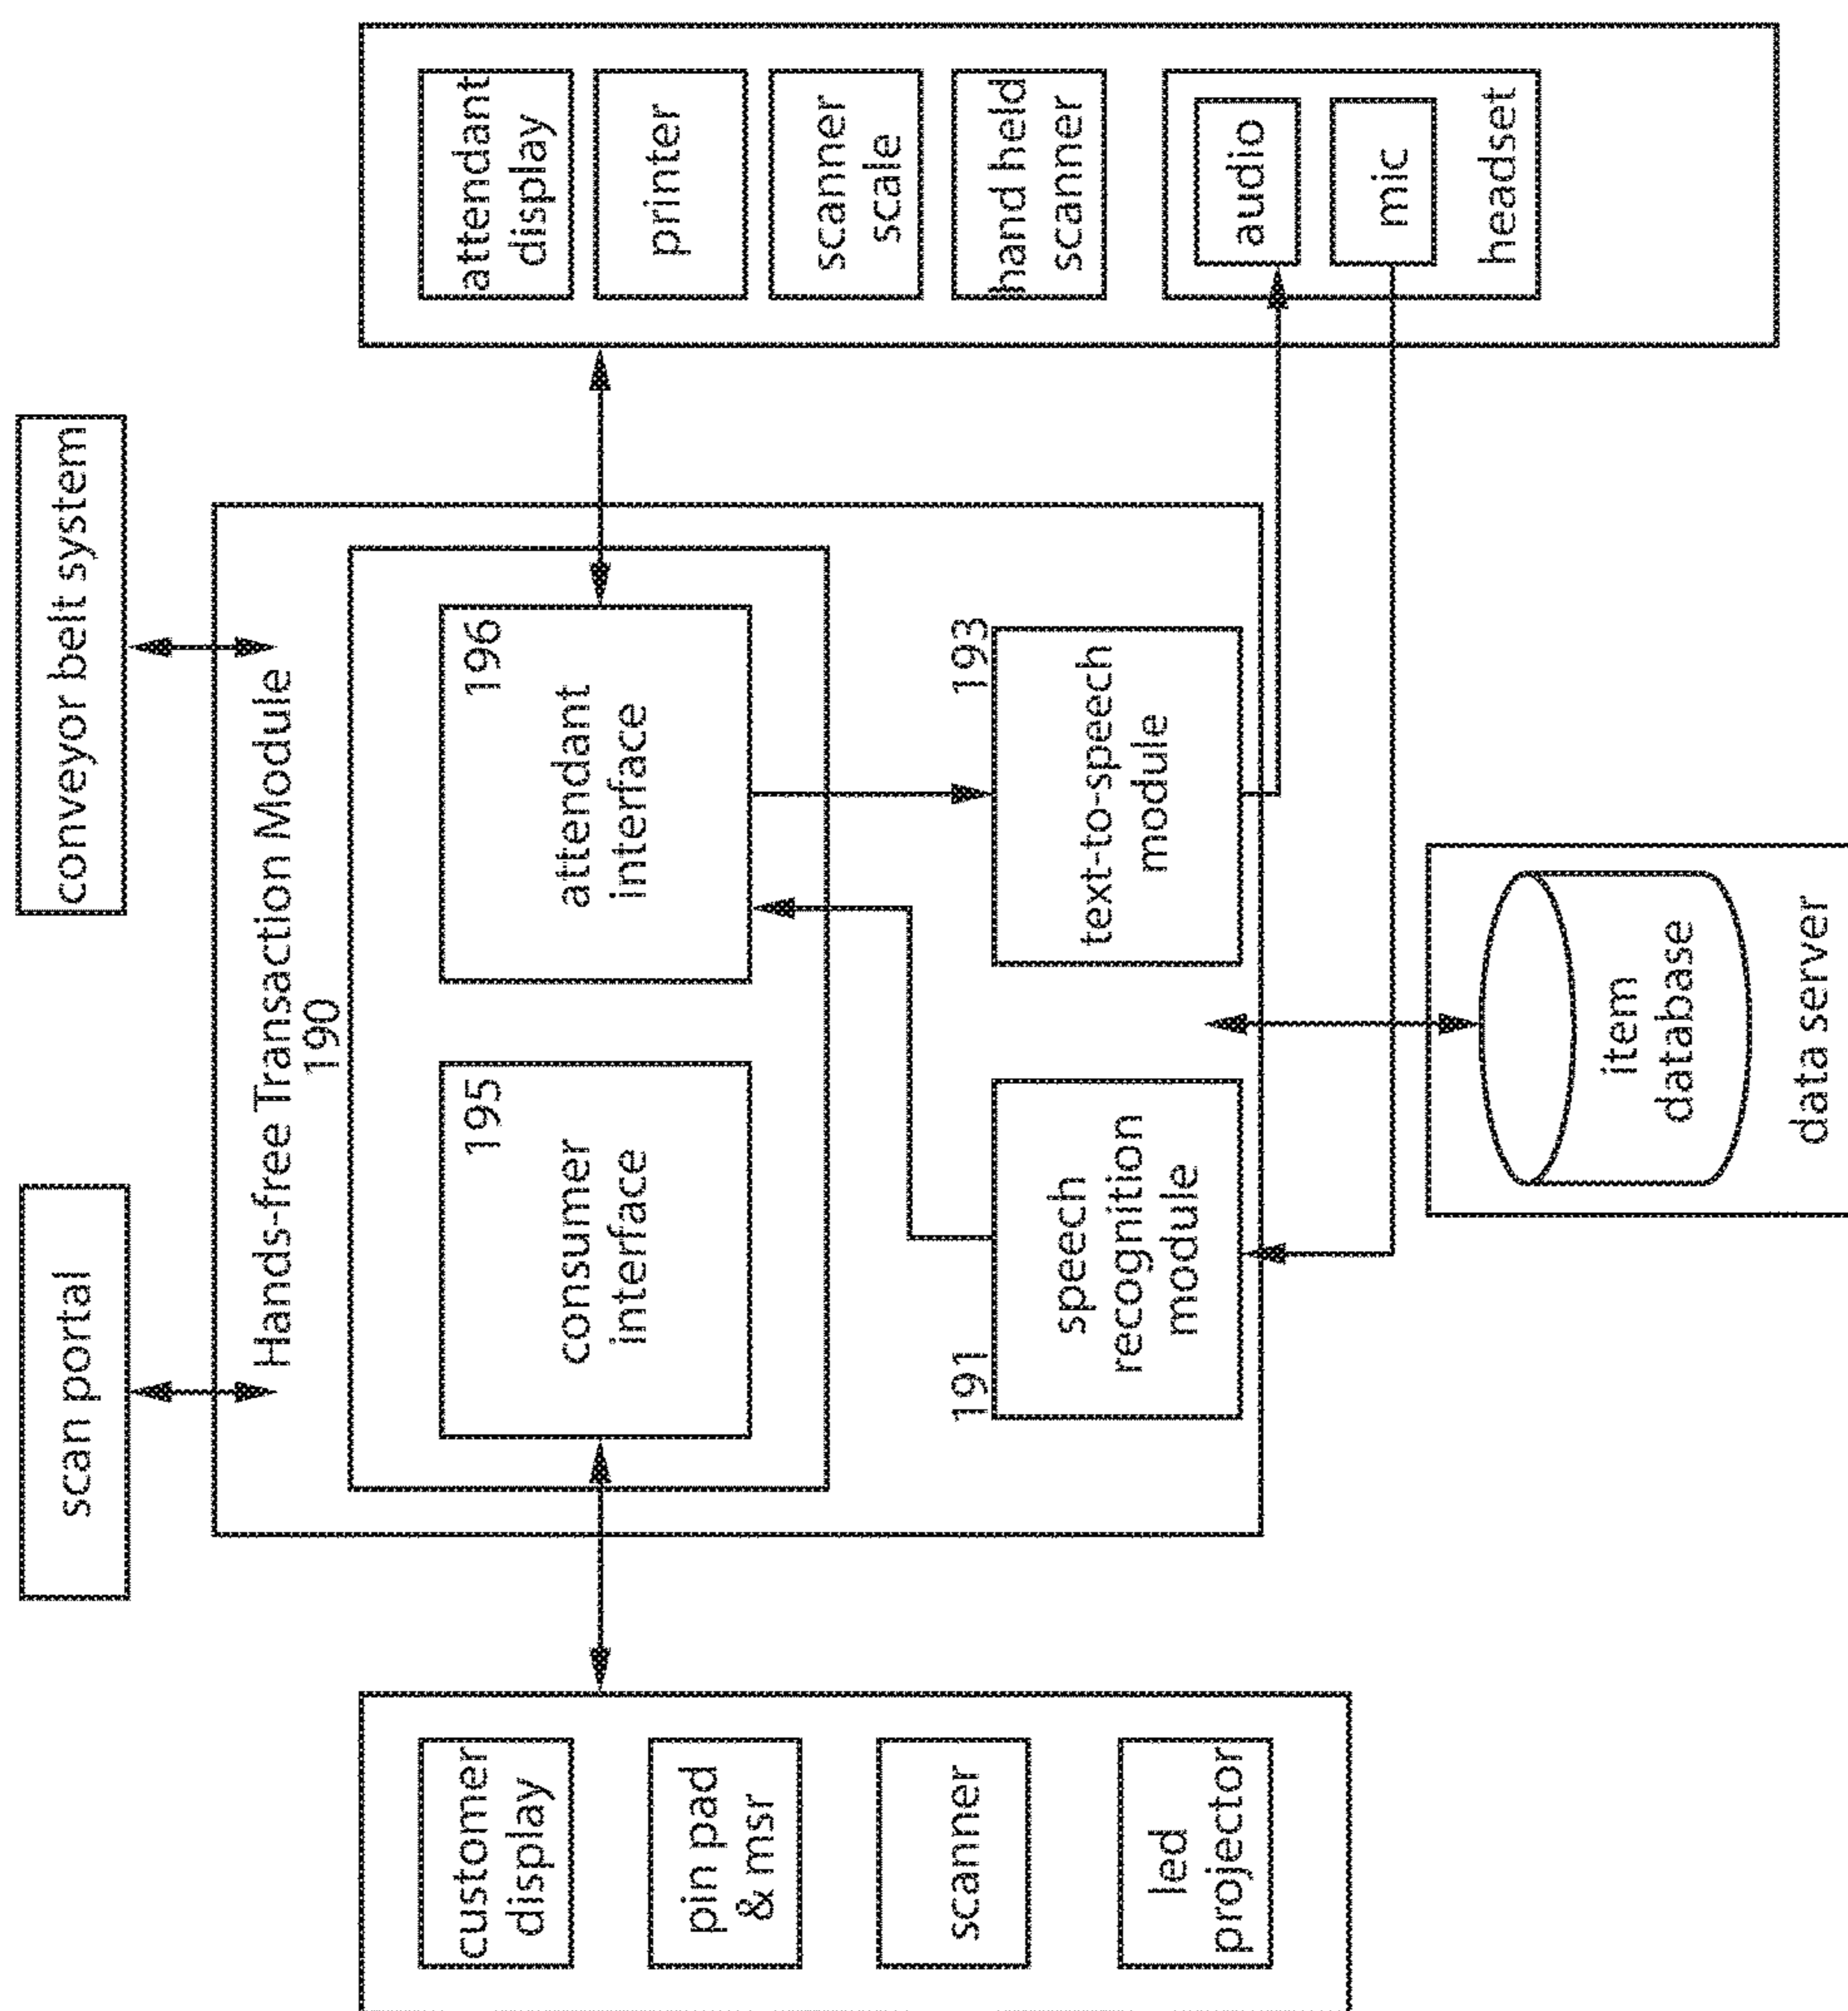 scan portal
conveyor belt system
Hands-free Transaction Module
190
customer
display
pin pad
& msr
scanner
led
projector
195
consumer
interface
196
attendant
interface
191
speech
recognition
module
193
text-to-speech
module
attendant
display
printer
scanner
scale
hand held
scanner
audio
mic
headset
item
database
data server